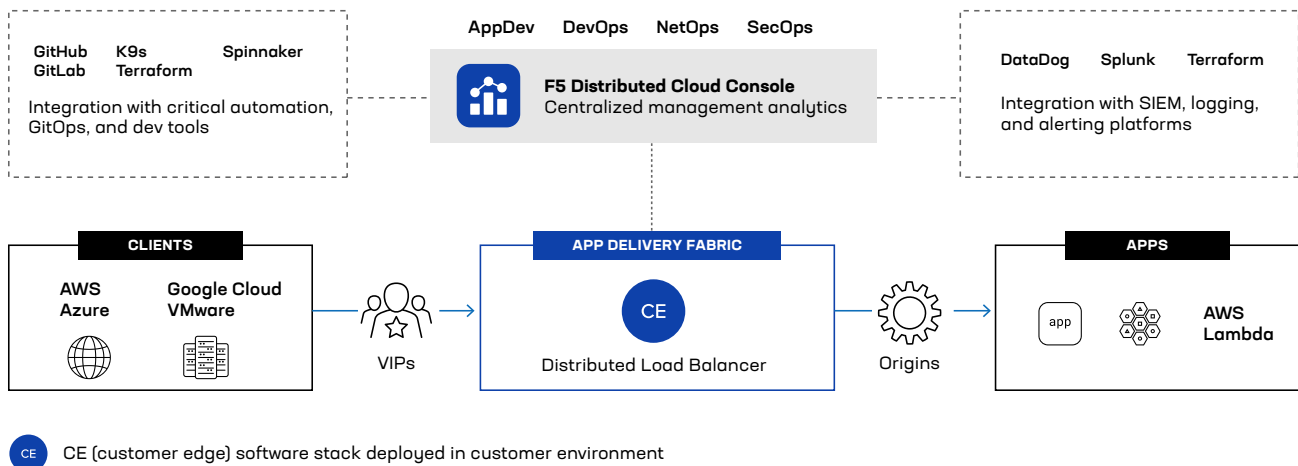 AppDev DevOps NetOps SecOps
GitHub K9s Spinnaker
GitLab Terraform
Integration with critical automation,
GitOps, and dev tools
F5 Distributed Cloud Console
Centralized management analytics
DataDog Splunk Terraform
Integration with SIEM, logging,
and alerting platforms
CLIENTS
AWS
Azure
Google Cloud
VMware
VIPs
APP DELIVERY FABRIC
CE
Distributed Load Balancer
Origins
APPS
app
AWS
Lambda
CE
CE (customer edge) software stack deployed in customer environment